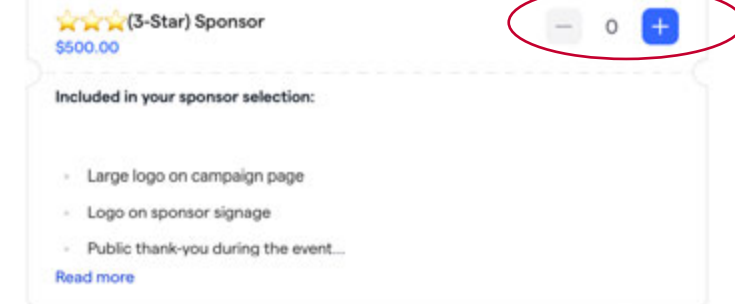 ⭐⭐⭐(3-Star) Sponsor
− 0 +
$500.00
Included in your sponsor selection:
Large logo on campaign page
Logo on sponsor signage
Public thank-you during the event...
Read more